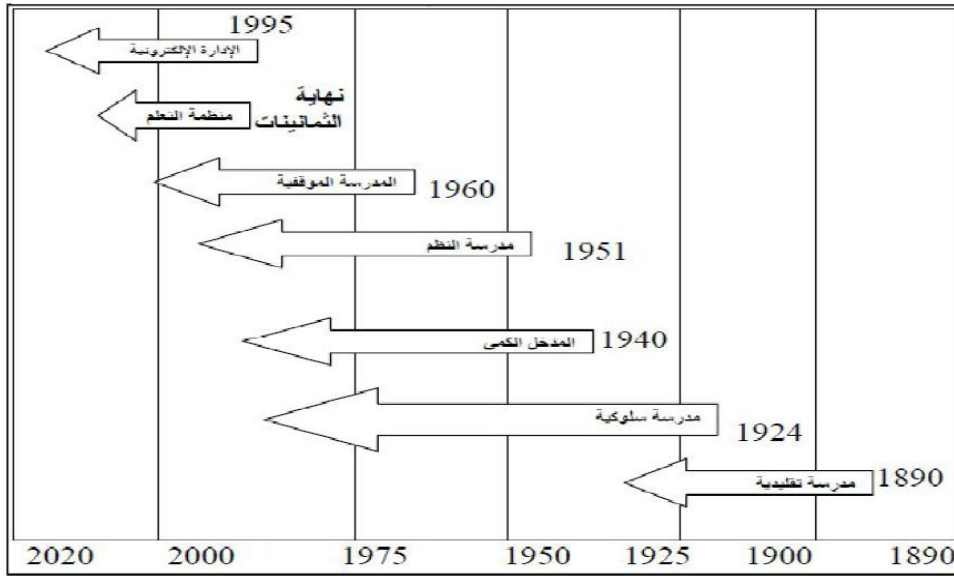 1995
الإدارة الإلكترونية
نهاية
الثمانينات
منظمة التعلم
1960
المدرسة الموقفية
1951
مدرسة النظم
1940
المدخل الكمى
1924
مدرسة سلوكية
1890
مدرسة تقليدية
2020 2000 1975 1950 1925 1900 1890